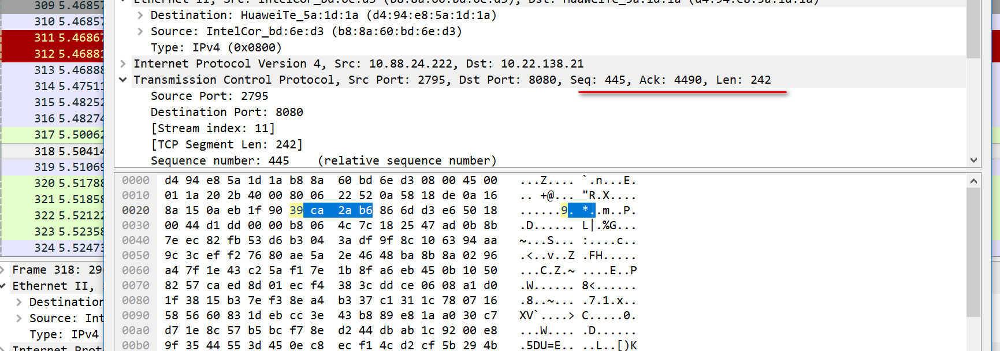 309 5.46857
310 5.46857
311 5.46867
312 5.46881
313 5.46888
314 5.47511
315 5.48252
316 5.48274
317 5.50062
318 5.50414
319 5.51069
320 5.51788
321 5.51858
322 5.52122
323 5.52358
324 5.52473
Frame 318: 296
Ethernet II,
Destination
Source: Int
Type: IPv4
Internet Prot
Ethernet II, Src: IntelCor_bd:6e:d3 (b8:8a:60:bd:6e:d3), Dst: HuaweiTe_5a:1d:1a (d4:94:e8:5a:1d:1a)
Destination: HuaweiTe_5a:1d:1a (d4:94:e8:5a:1d:1a)
Source: IntelCor_bd:6e:d3 (b8:8a:60:bd:6e:d3)
Type: IPv4 (0x0800)
Internet Protocol Version 4, Src: 10.88.24.222, Dst: 10.22.138.21
Transmission Control Protocol, Src Port: 2795, Dst Port: 8080, Seq: 445, Ack: 4490, Len: 242
Source Port: 2795
Destination Port: 8080
[Stream index: 11]
[TCP Segment Len: 242]
Sequence number: 445    (relative sequence number)
0000 d4 94 e8 5a 1d 1a b8 8a 60 bd 6e d3 08 00 45 00 ...Z.... `.n...E.
0010 01 1a 20 2b 40 00 80 06 22 52 0a 58 18 de 0a 16 .. +@... "R.X....
0020 8a 15 0a eb 1f 90 39 ca 2a b6 86 6d d3 e6 50 18 ......9. *..m..P.
0030 00 44 d1 dd 00 00 b8 06 4c 7c 18 25 47 ad 0b 8b .D...... L|.%G...
0040 7e ec 82 fb 53 d6 b3 04 3a df 9f 8c 10 63 94 aa ~...S... :....c..
0050 9c 3c ef f2 76 80 ae 5a 2e 46 48 ba 8b 8a 02 96 .<..v..Z .FH.....
0060 a4 7f 1e 43 c2 5a f1 7e 1b 8f a6 eb 45 0b 10 50 ...C.Z.~ ....E..P
0070 82 57 ca ed 8d 01 ec f4 38 3c dd ce 06 08 a1 d0 .W...... 8<......
0080 1f 38 15 b3 7e f3 8e a4 b3 37 c1 31 1c 78 07 16 .8..~... .7.1.x..
0090 58 56 60 83 1d eb cc 3e 43 b8 89 e8 1a a0 30 c7 XV`....> C.....0.
00a0 d7 1e 8c 57 b5 bc f7 8e d2 44 db ab 1c 92 00 e8 ...W.... .D......
00b0 9f 35 44 55 3d 45 0e c8 ec f1 4c d2 cf 5b 29 4b .5DU=E.. ..L..[)K